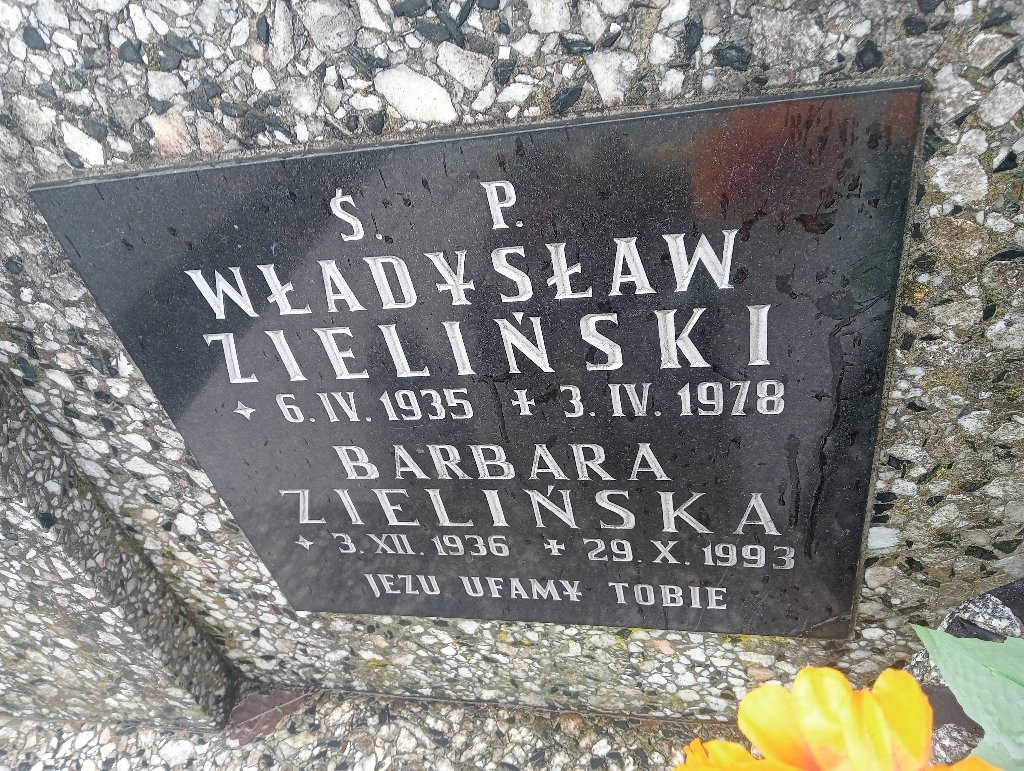 Ś. P.
WŁADYSŁAW
ZIELIŃSKI
✦ 6. IV. 1935 ✝ 3. IV. 1978
BARBARA
ZIELIŃSKA
✦ 3. XII. 1936 ✝ 29. X. 1993
JEZU UFAMY TOBIE